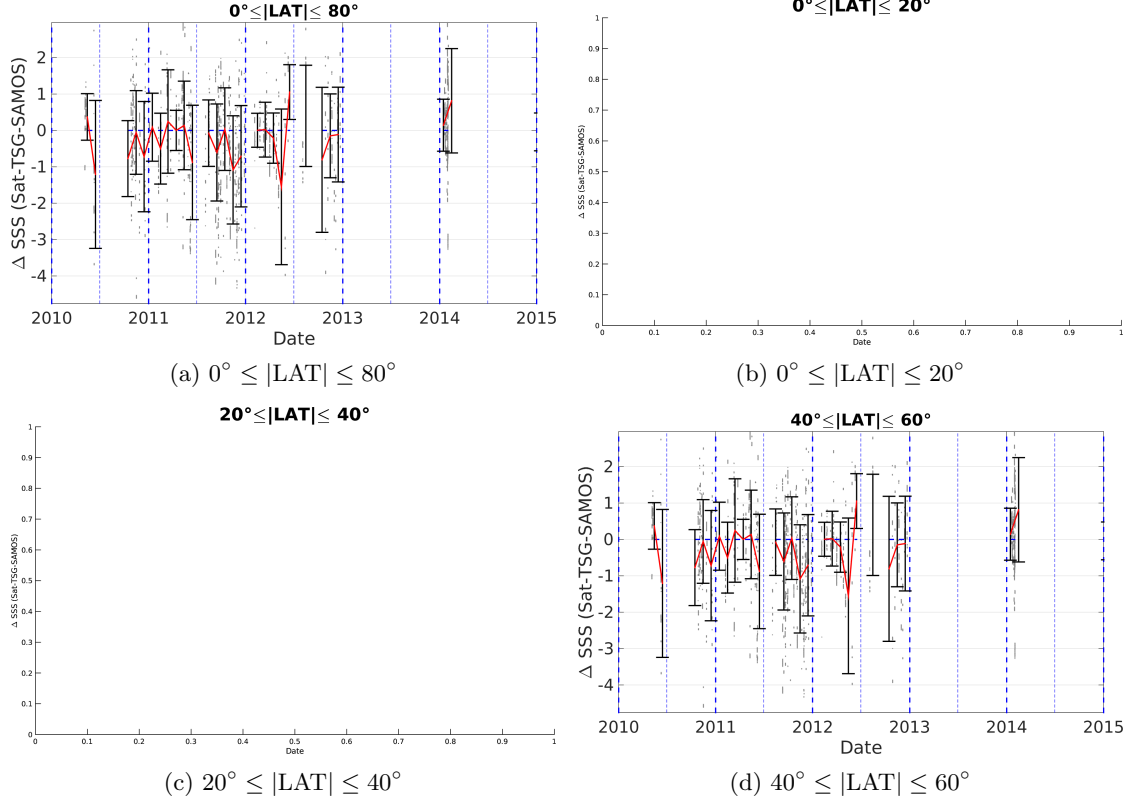 0°≤|LAT|≤ 80°
2
1
0
-1
-2
-3
-4
Δ SSS (Sat-TSG-SAMOS)
2010 2011 2012 2013 2014 2015
Date
(a) 0° ≤ |LAT| ≤ 80°
0°≤|LAT|≤ 20°
1
0.9
0.8
0.7
0.6
0.5
0.4
0.3
0.2
0.1
0
Δ SSS (Sat-TSG-SAMOS)
0 0.1 0.2 0.3 0.4 0.5 0.6 0.7 0.8 0.9 1
Date
(b) 0° ≤ |LAT| ≤ 20°
20°≤|LAT|≤ 40°
1
0.9
0.8
0.7
0.6
0.5
0.4
0.3
0.2
0.1
0
Δ SSS (Sat-TSG-SAMOS)
0 0.1 0.2 0.3 0.4 0.5 0.6 0.7 0.8 0.9 1
Date
(c) 20° ≤ |LAT| ≤ 40°
40°≤|LAT|≤ 60°
2
1
0
-1
-2
-3
-4
Δ SSS (Sat-TSG-SAMOS)
2010 2011 2012 2013 2014 2015
Date
(d) 40° ≤ |LAT| ≤ 60°